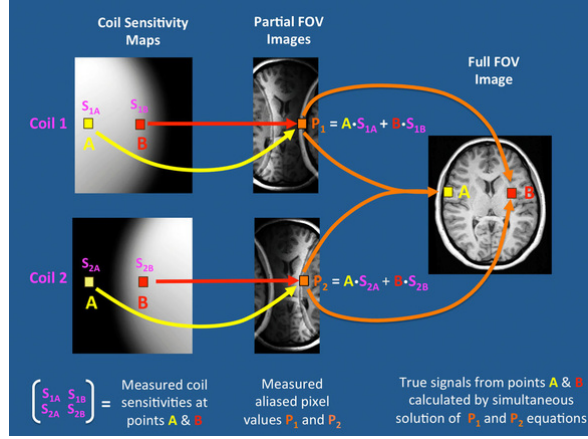 Coil Sensitivity
Maps
Partial FOV
Images
Full FOV
Image
Coil 1
S1A
S1B
A
B
P1 = A•S1A + B•S1B
A
B
Coil 2
S2A
S2B
A
B
P2 = A•S2A + B•S2B
S1A S1B
S2A S2B
=
Measured coil
sensitivities at
points A & B
Measured
aliased pixel
values P1 and P2
True signals from points A & B
calculated by simultaneous
solution of P1 and P2 equations